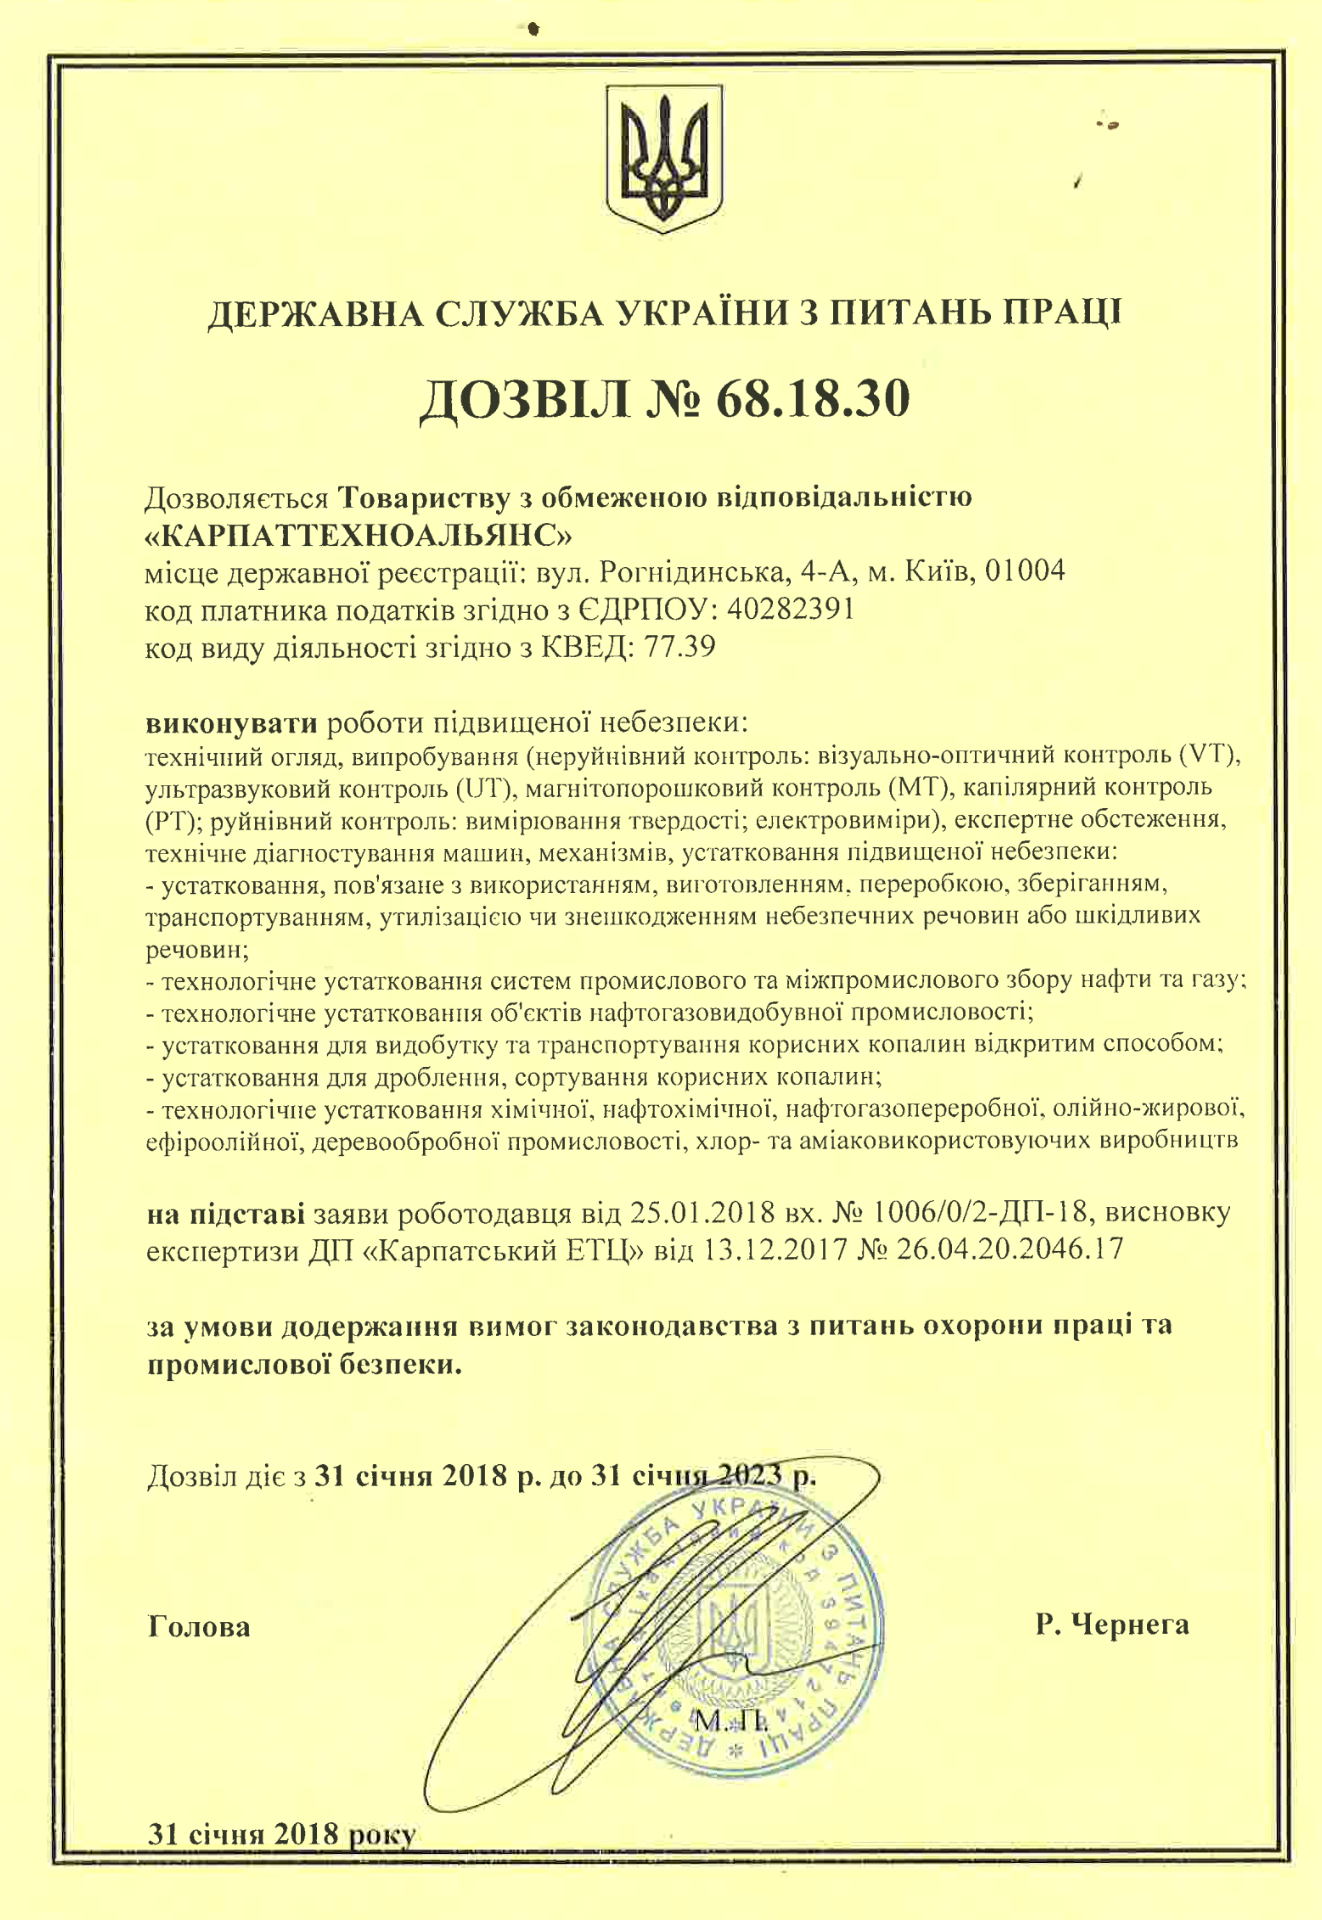 ДЕРЖАВНА СЛУЖБА УКРАЇНИ З ПИТАНЬ ПРАЦІ
ДОЗВІЛ № 68.18.30
Дозволяється Товариству з обмеженою відповідальністю
«КАРПАТТЕХНОАЛЬЯНС»
місце державної реєстрації: вул. Рогнідинська, 4-А, м. Київ, 01004
код платника податків згідно з ЄДРПОУ: 40282391
код виду діяльності згідно з КВЕД: 77.39
виконувати роботи підвищеної небезпеки:
технічний огляд, випробування (неруйнівний контроль: візуально-оптичний контроль (VT),
ультразвуковий контроль (UT), магнітопорошковий контроль (МТ), капілярний контроль
(РТ); руйнівний контроль: вимірювання твердості; електровиміри), експертне обстеження,
технічне діагностування машин, механізмів, устатковання підвищеної небезпеки:
- устатковання, пов'язане з використанням, виготовленням, переробкою, зберіганням,
транспортуванням, утилізацією чи знешкодженням небезпечних речовин або шкідливих
речовин;
- технологічне устатковання систем промислового та міжпромислового збору нафти та газу;
- технологічне устатковання об'єктів нафтогазовидобувної промисловості;
- устатковання для видобутку та транспортування корисних копалин відкритим способом;
- устатковання для дроблення, сортування корисних копалин;
- технологічне устатковання хімічної, нафтохімічної, нафтогазопереробної, олійно-жирової,
ефіроолійної, деревообробної промисловості, хлор- та аміаковикористовуючих виробництв
на підставі заяви роботодавця від 25.01.2018 вх. № 1006/0/2-ДП-18, висновку
експертизи ДП «Карпатський ЕТЦ» від 13.12.2017 № 26.04.20.2046.17
за умови додержання вимог законодавства з питань охорони праці та
промислової безпеки.
Дозвіл діє з 31 січня 2018 р. до 31 січня 2023 р.
ДЕРЖАВНА СЛУЖБА УКРАЇНИ З ПИТАНЬ ПРАЦІ
Голова
Р. Чернега
М. П.
31 січня 2018 року